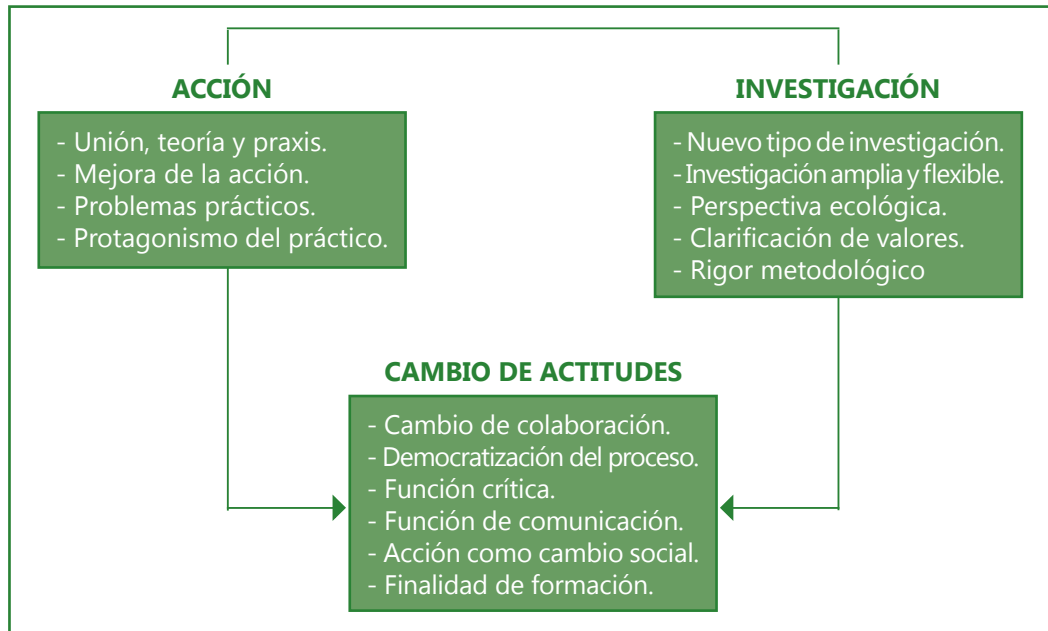 ACCIÓN
- Unión, teoría y praxis.
- Mejora de la acción.
- Problemas prácticos.
- Protagonismo del práctico.
INVESTIGACIÓN
- Nuevo tipo de investigación.
- Investigación amplia y flexible.
- Perspectiva ecológica.
- Clarificación de valores.
- Rigor metodológico
CAMBIO DE ACTITUDES
- Cambio de colaboración.
- Democratización del proceso.
- Función crítica.
- Función de comunicación.
- Acción como cambio social.
- Finalidad de formación.